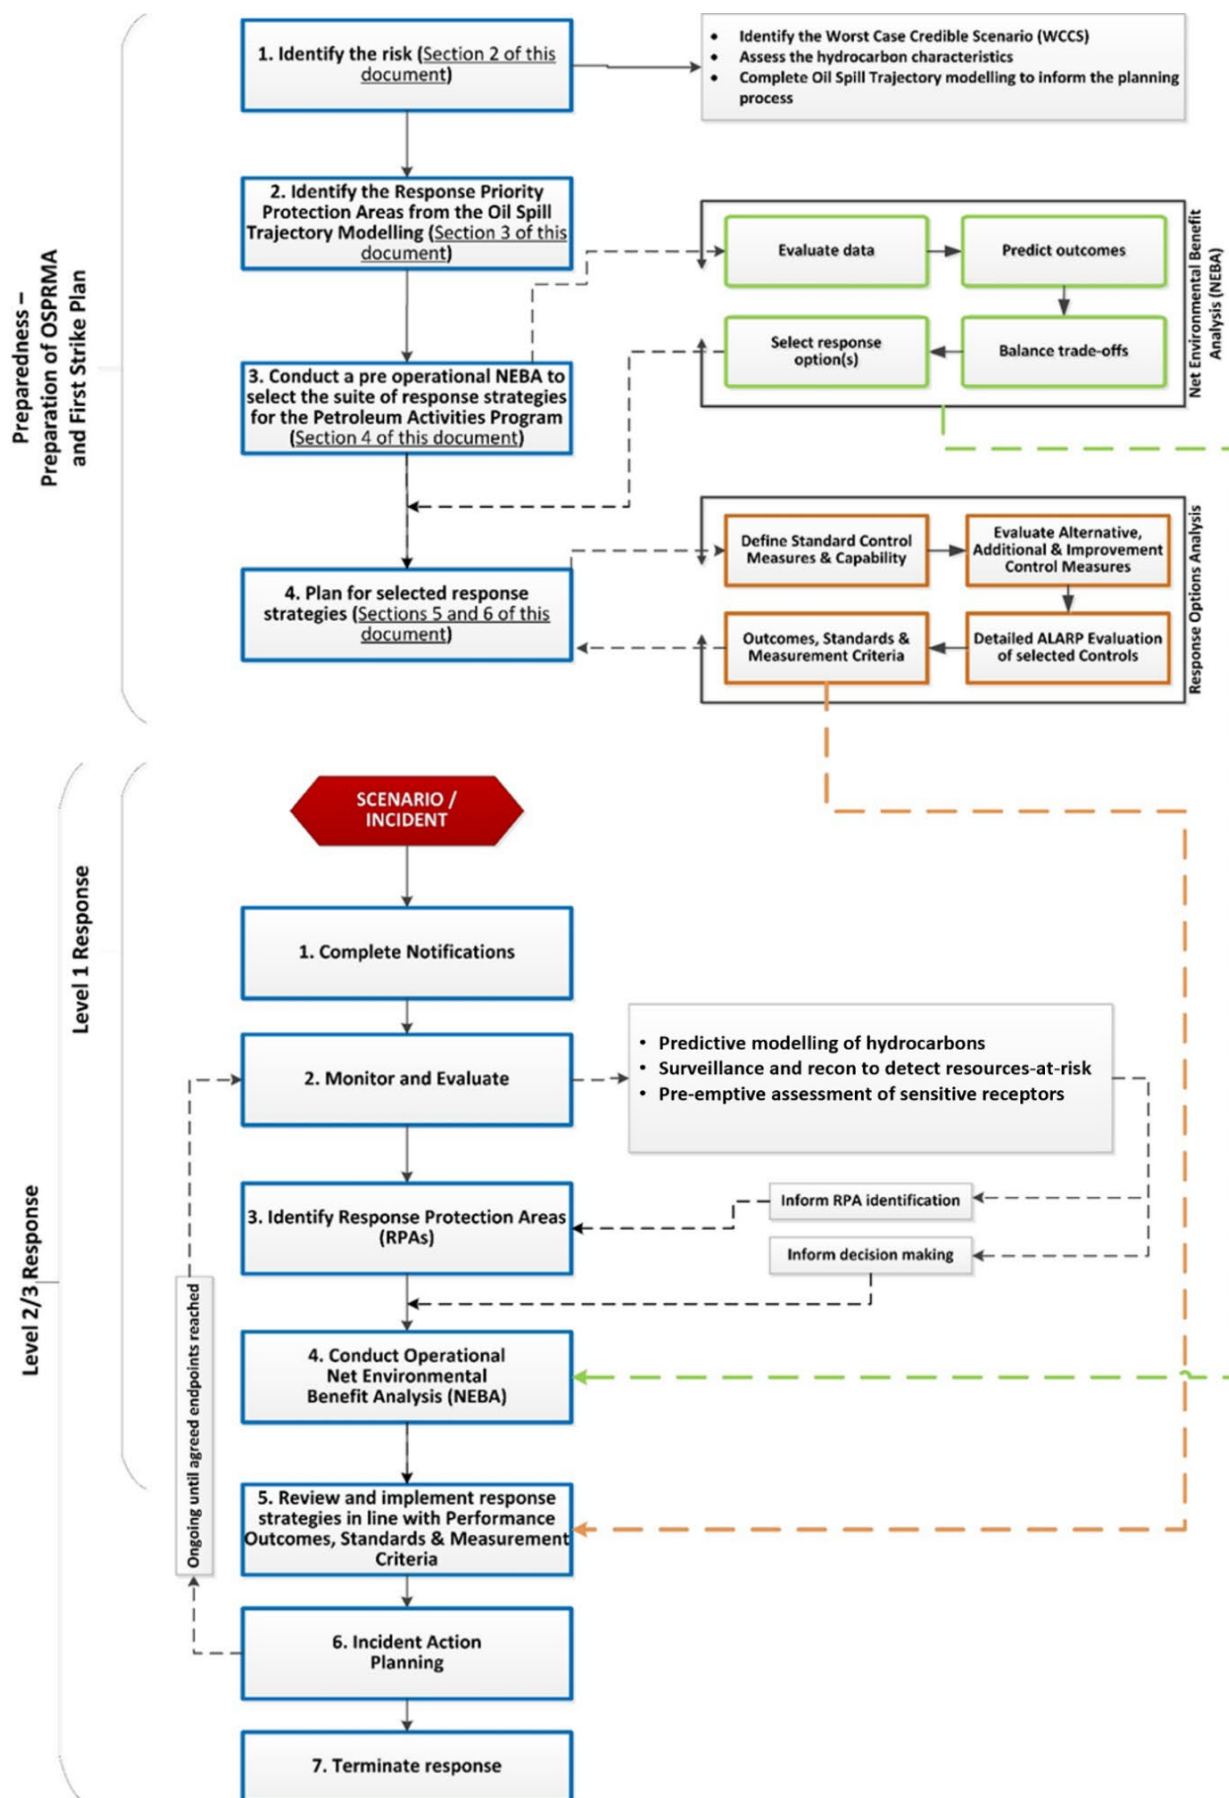 Preparedness –
Preparation of OSPRMA
and First Strike Plan
1. Identify the risk (Section 2 of this
document)
• Identify the Worst Case Credible Scenario (WCCS)
• Assess the hydrocarbon characteristics
• Complete Oil Spill Trajectory modelling to inform the planning
process
2. Identify the Response Priority
Protection Areas from the Oil Spill
Trajectory Modelling (Section 3 of this
document)
Evaluate data
Predict outcomes
Select response
option(s)
Balance trade-offs
Net Environmental Benefit
Analysis (NEBA)
3. Conduct a pre operational NEBA to
select the suite of response strategies
for the Petroleum Activities Program
(Section 4 of this document)
Define Standard Control
Measures & Capability
Evaluate Alternative,
Additional & Improvement
Control Measures
Outcomes, Standards &
Measurement Criteria
Detailed ALARP Evaluation
of selected Controls
Response Options Analysis
4. Plan for selected response
strategies (Sections 5 and 6 of this
document)
Level 1 Response
Level 2/3 Response
SCENARIO /
INCIDENT
1. Complete Notifications
2. Monitor and Evaluate
• Predictive modelling of hydrocarbons
• Surveillance and recon to detect resources-at-risk
• Pre-emptive assessment of sensitive receptors
Inform RPA identification
3. Identify Response Protection Areas
(RPAs)
Inform decision making
Ongoing until agreed endpoints reached
4. Conduct Operational
Net Environmental
Benefit Analysis (NEBA)
5. Review and implement response
strategies in line with Performance
Outcomes, Standards & Measurement
Criteria
6. Incident Action
Planning
7. Terminate response